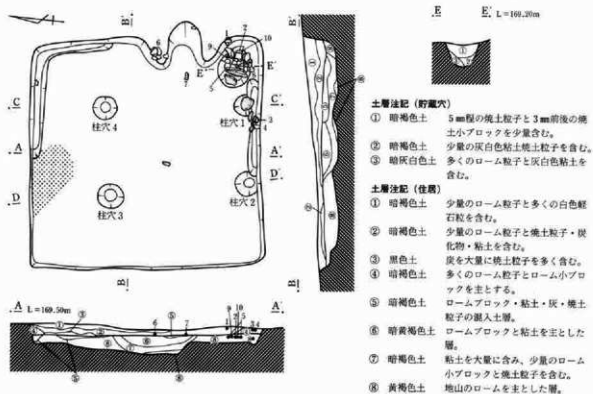 E E' L=169.20m
土層注記（貯蔵穴）
① 暗褐色土 5mm程の焼土粒子と3mm前後の焼
土小ブロックを少量含む。
② 暗褐色土 少量の灰白色粘土焼土粒子を含む。
③ 暗灰白色土 多くのローム粒子と灰白色粘土を
含む。
土層注記（住居）
① 暗褐色土 少量のローム粒子と多くの白色軽
石粒を含む。
② 暗褐色土 少量のローム粒子と焼土粒子・炭
化物・粘土を含む。
③ 黒色土 炭を大量に焼土粒子を多く含む。
④ 暗褐色土 多くのローム粒子とローム小ブロ
ックを主とする。
⑤ 暗褐色土 ロームブロック・粘土・灰・焼土
粒子の混入土層。
⑥ 暗黄褐色土 ロームブロックと粘土を主とした
層。
⑦ 暗褐色土 粘土を大量に含み、少量のローム
小ブロックと焼土粒子を含む。
⑧ 黄褐色土 地山のロームを主とした層。
B'
B'
6
2
10
9
E
E'
7
5
C
C'
柱穴4
柱穴1
3
A
A'
D'
D
柱穴3
柱穴2
B
B
A L=169.50m
A'